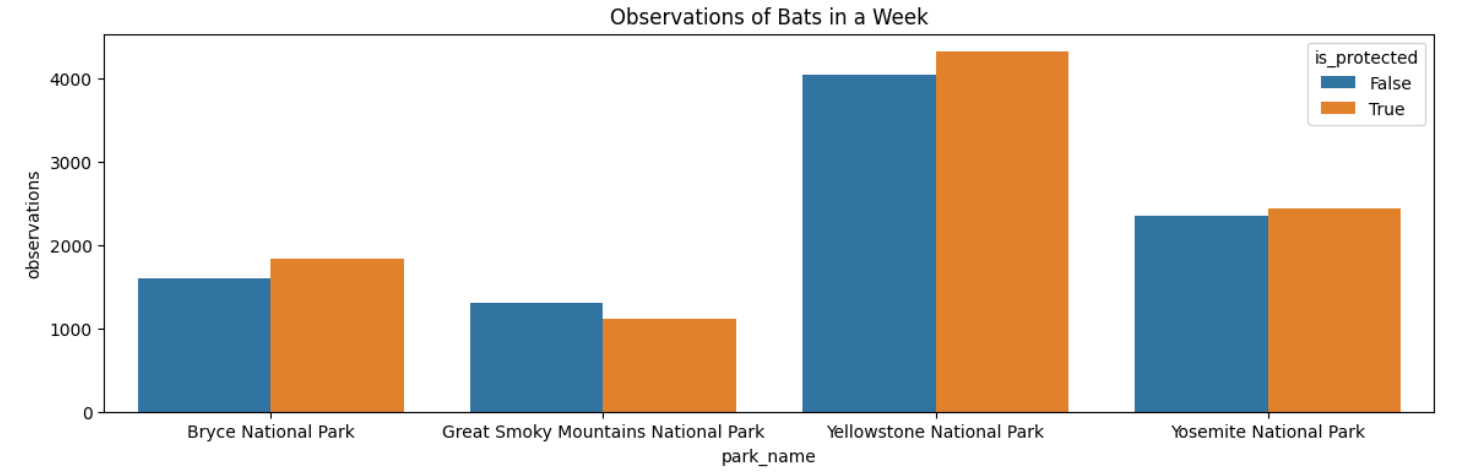 Observations of Bats in a Week
is_protected
False
True
4000
3000
2000
1000
0
observations
Bryce National Park
Great Smoky Mountains National Park
Yellowstone National Park
Yosemite National Park
park_name